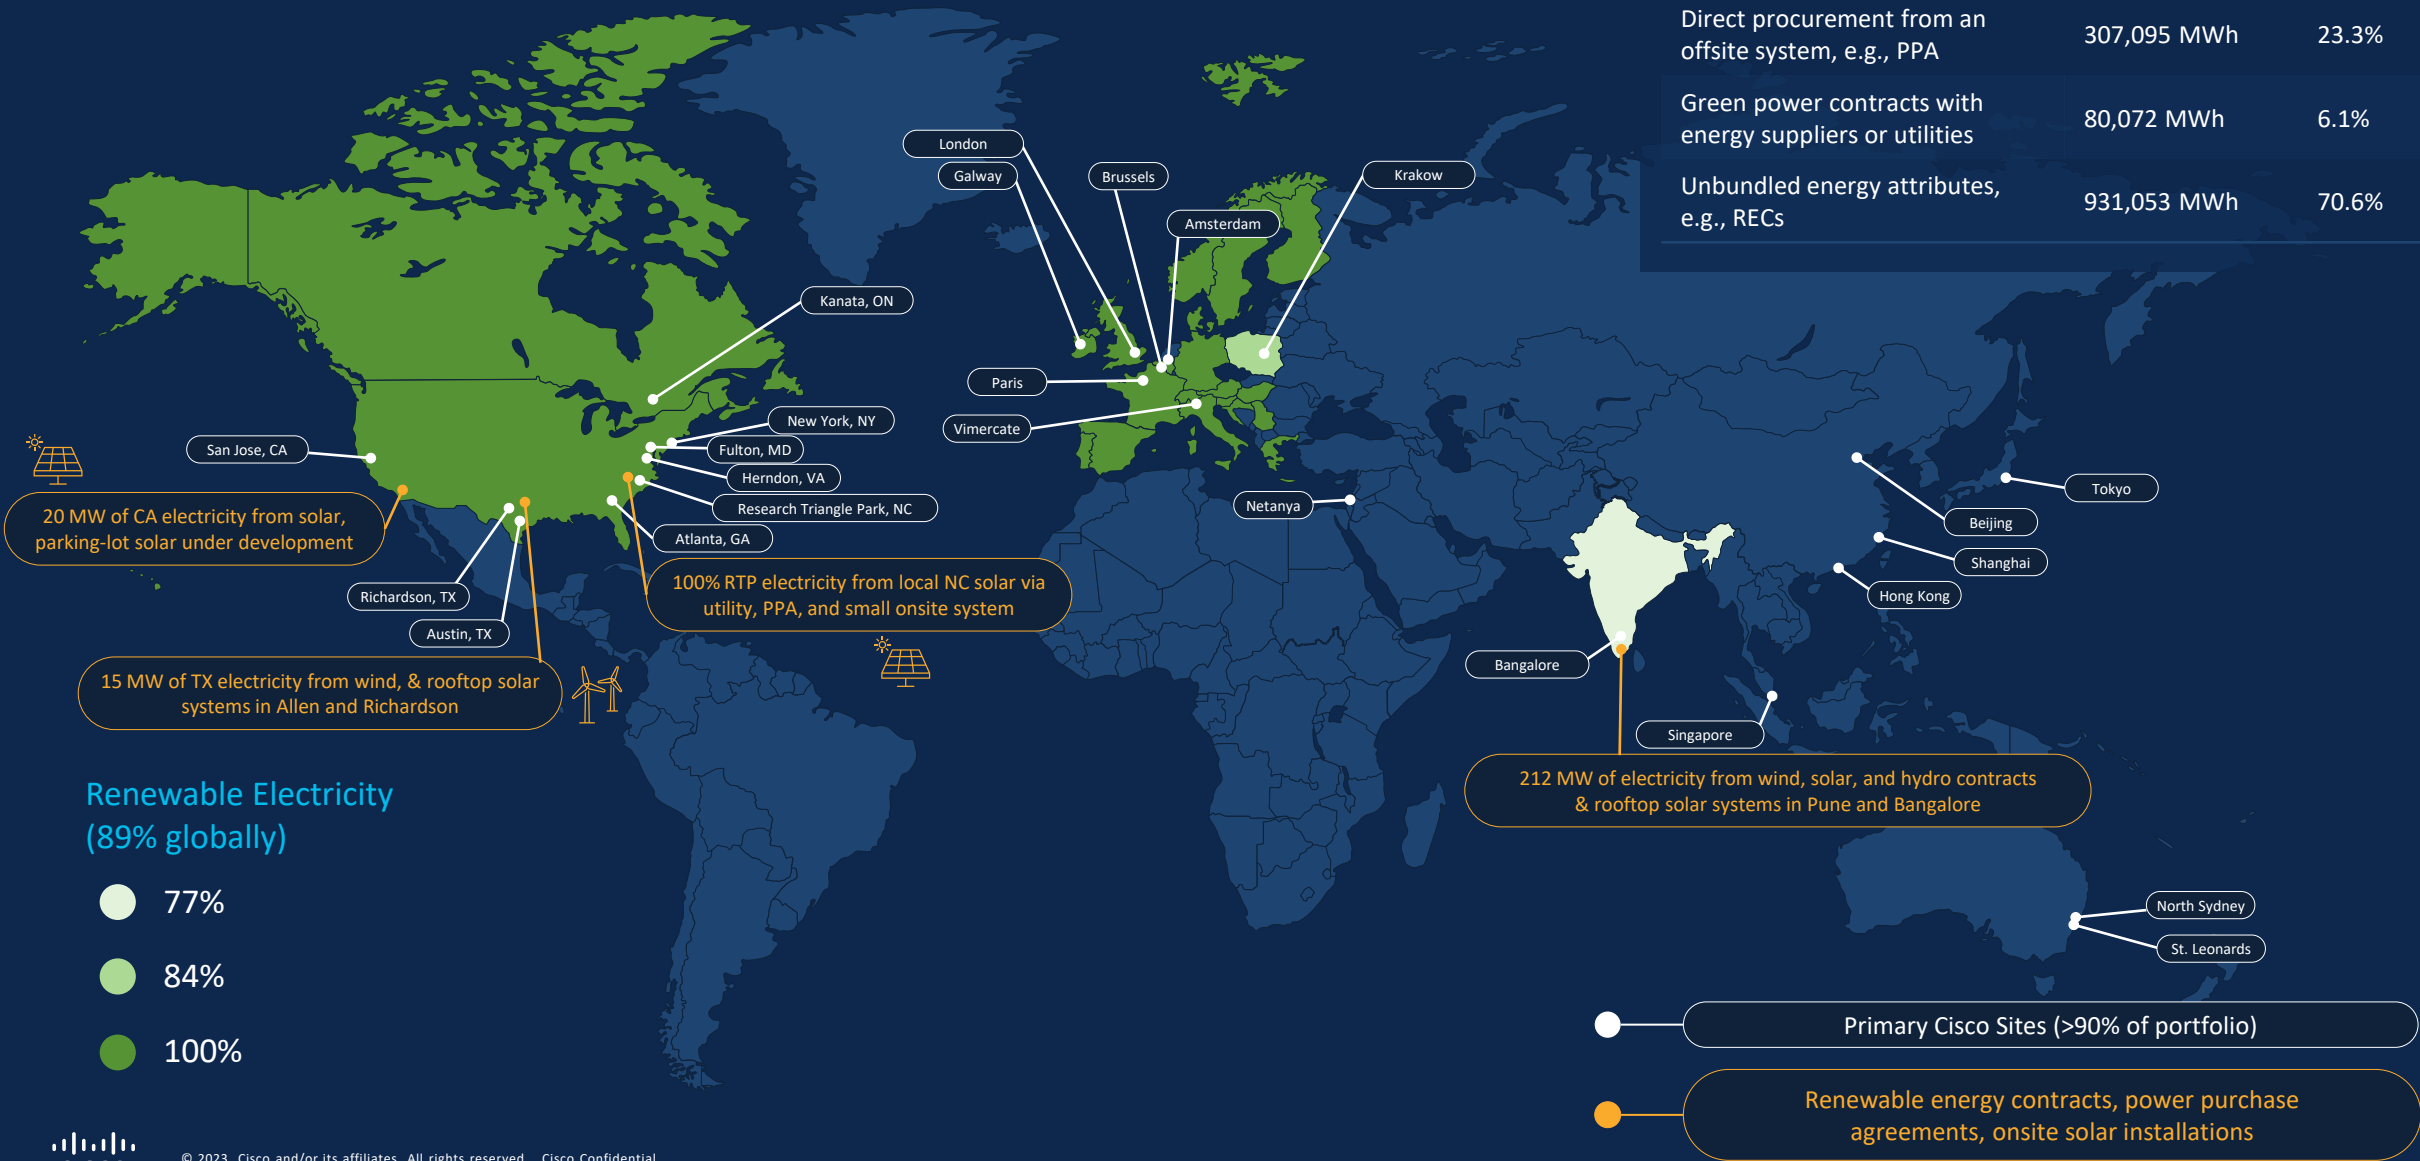 Direct procurement from an
offsite system, e.g., PPA
307,095 MWh
23.3%
Green power contracts with
energy suppliers or utilities
80,072 MWh
6.1%
Unbundled energy attributes,
e.g., RECs
931,053 MWh
70.6%
London
Galway
Brussels
Krakow
Amsterdam
Kanata, ON
Paris
Vimercate
New York, NY
San Jose, CA
Fulton, MD
Herndon, VA
Research Triangle Park, NC
Atlanta, GA
Netanya
Tokyo
Beijing
Shanghai
Hong Kong
20 MW of CA electricity from solar,
parking-lot solar under development
Richardson, TX
Austin, TX
100% RTP electricity from local NC solar via
utility, PPA, and small onsite system
15 MW of TX electricity from wind, & rooftop solar
systems in Allen and Richardson
Bangalore
Singapore
212 MW of electricity from wind, solar, and hydro contracts
& rooftop solar systems in Pune and Bangalore
Renewable Electricity
(89% globally)
77%
84%
100%
North Sydney
St. Leonards
Primary Cisco Sites (>90% of portfolio)
Renewable energy contracts, power purchase
agreements, onsite solar installations
© 2023 Cisco and/or its affiliates. All rights reserved. Cisco Confidential